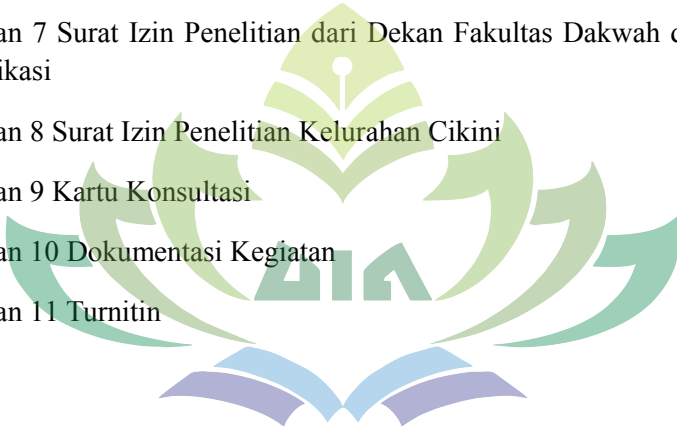 an 7 Surat Izin Penelitian dari Dekan Fakultas Dakwah d
ikasi
an 8 Surat Izin Penelitian Kelurahan Cikini
an 9 Kartu Konsultasi
an 10 Dokumentasi Kegiatan
an 11 Turnitin